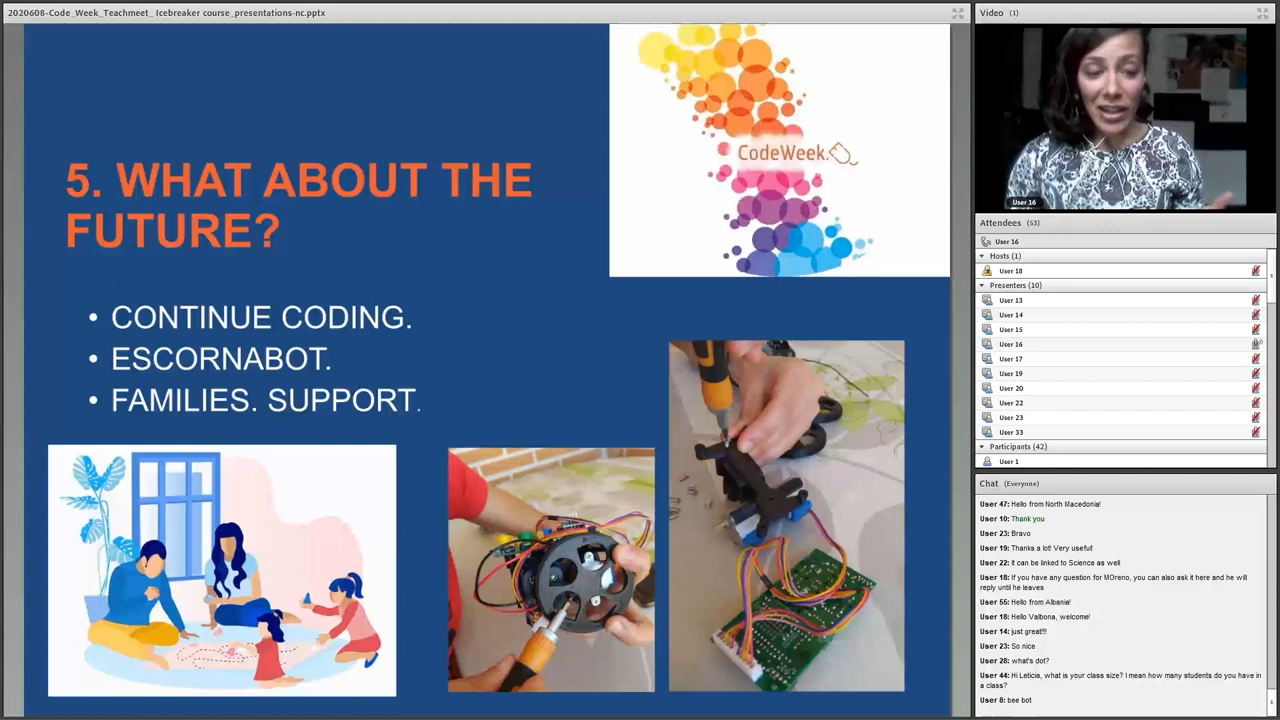 2020608-Code_Week_Teachmeet_ Icebreaker course_presentations-nc.pptx
5. WHAT ABOUT THE
FUTURE?
• CONTINUE CODING.
• ESCORNABOT.
• FAMILIES. SUPPORT.
CodeWeek.
Video (1)
User 16
Attendees (53)
User 16
Hosts (1)
User 18
Presenters (10)
User 13
User 14
User 15
User 16
User 17
User 19
User 20
User 22
User 23
User 33
Participants (42)
User 1
Chat (Everyone)
User 47: Hello from North Macedonia!
User 10: Thank you
User 23: Bravo
User 19: Thanks a lot! Very useful!
User 22: it can be linked to Science as well
User 18: If you have any question for MOreno, you can also ask it here and he will
reply until he leaves
User 55: Hello from Albania!
User 18: Hello Valbona, welcome!
User 14: just great!!!
User 23: So nice
User 28: what's dot?
User 44: Hi Leticia, what is your class size? I mean how many students do you have in
a class?
User 8: bee bot